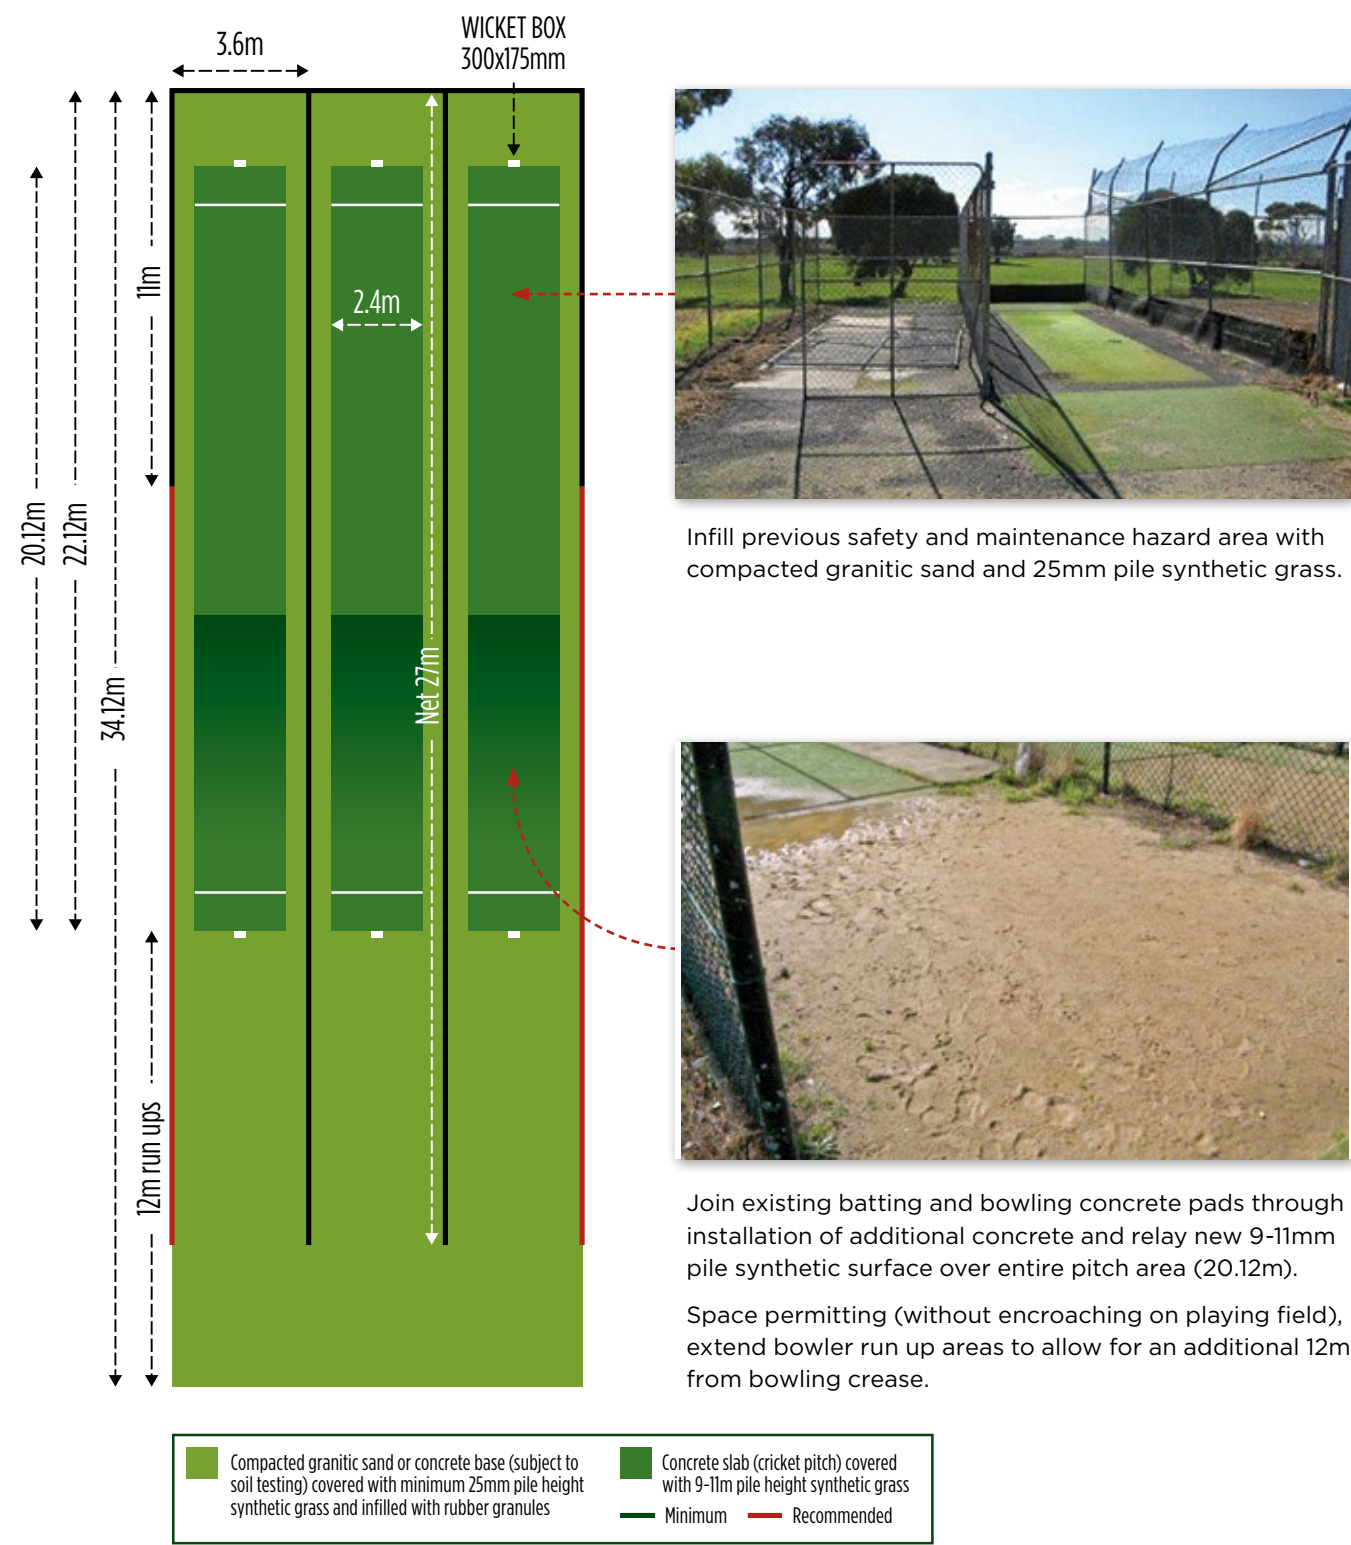 3.6m
WICKET BOX
300x175mm
11m
2.4m
20.12m
22.12m
34.12m
Net 27m
12m run ups
Infill previous safety and maintenance hazard area with
compacted granitic sand and 25mm pile synthetic grass.
Join existing batting and bowling concrete pads through
installation of additional concrete and relay new 9-11mm
pile synthetic surface over entire pitch area (20.12m).
Space permitting (without encroaching on playing field),
extend bowler run up areas to allow for an additional 12m
from bowling crease.
Compacted granitic sand or concrete base (subject to
soil testing) covered with minimum 25mm pile height
synthetic grass and infilled with rubber granules
Concrete slab (cricket pitch) covered
with 9-11m pile height synthetic grass
Minimum
Recommended